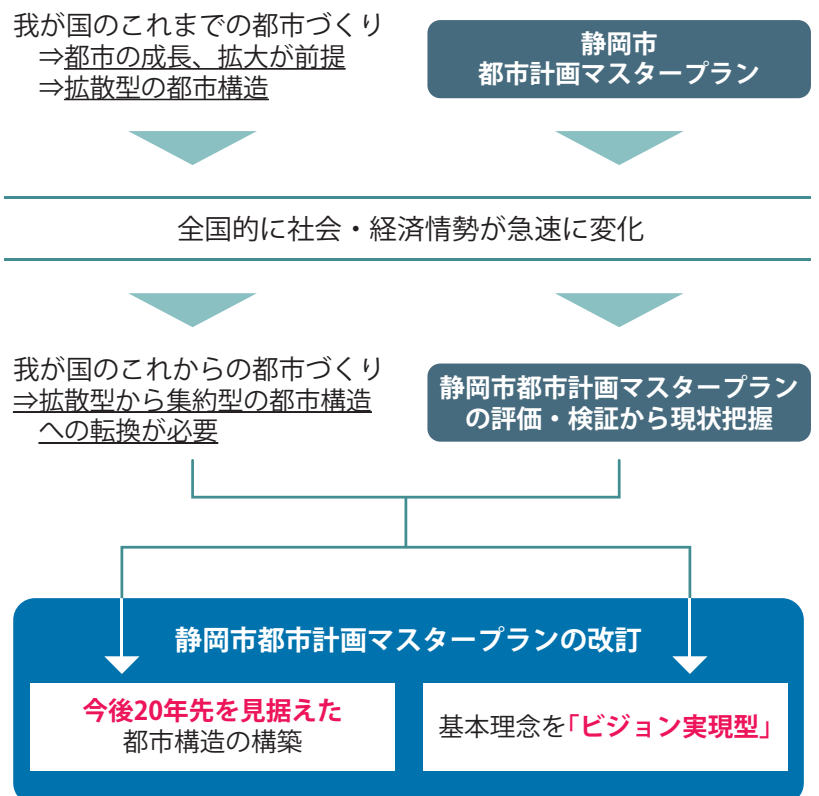 我が国のこれまでの都市づくり
⇒都市の成長、拡大が前提
⇒拡散型の都市構造
静岡市
都市計画マスタープラン
全国的に社会・経済情勢が急速に変化
我が国のこれからの都市づくり
⇒拡散型から集約型の都市構造
への転換が必要
静岡市都市計画マスタープラン
の評価・検証から現状把握
静岡市都市計画マスタープランの改訂
今後20年先を見据えた
都市構造の構築
基本理念を「ビジョン実現型」